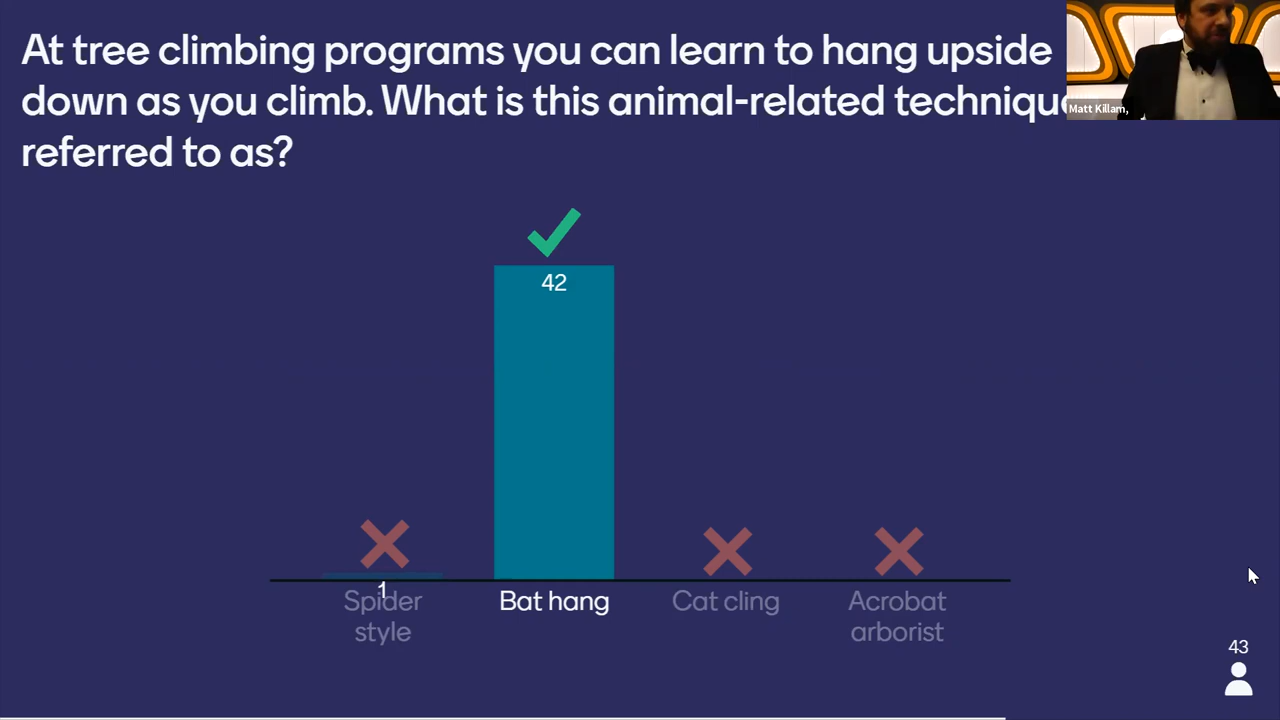 At tree climbing programs you can learn to hang upside
down as you climb. What is this animal-related technique
referred to as?
Matt Killam,
42
1
Spider
style
Bat hang
Cat cling
Acrobat
arborist
43